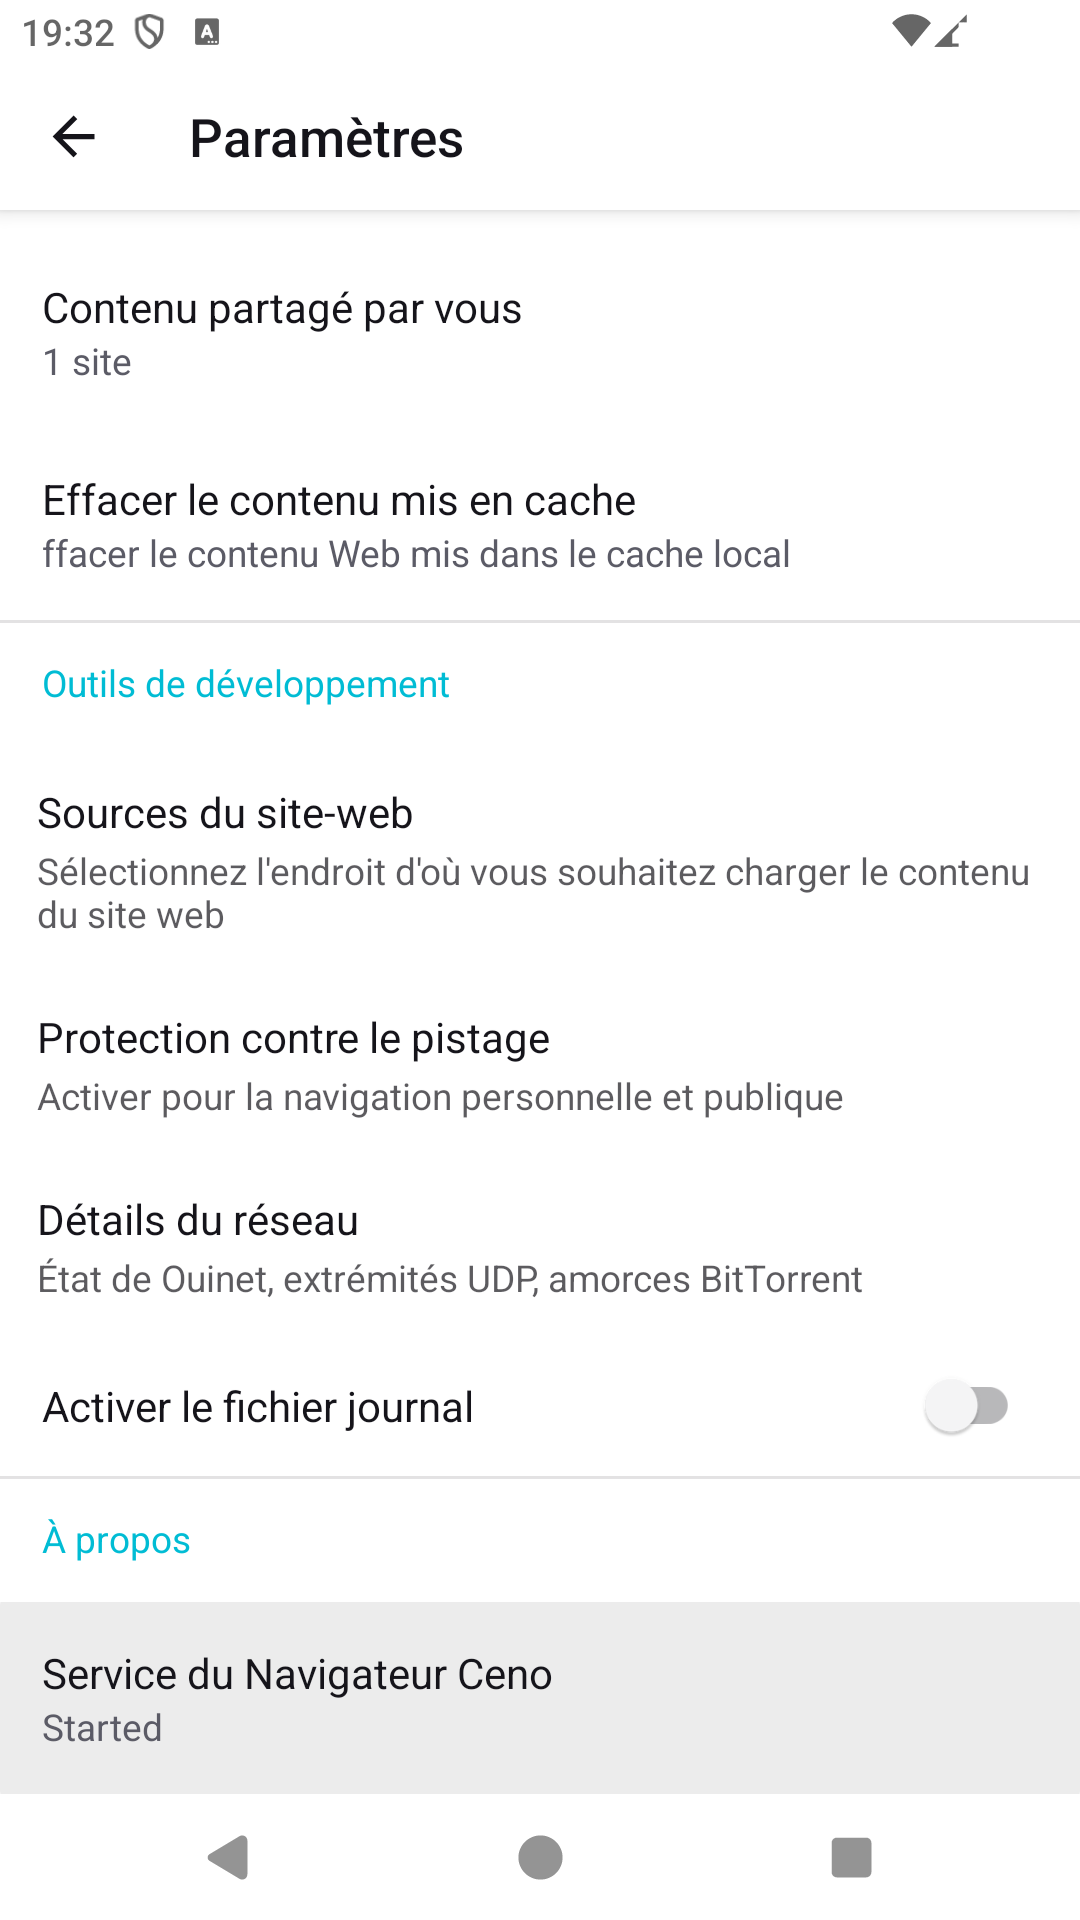 19:32
Paramètres
Contenu partagé par vous
1 site
Effacer le contenu mis en cache
ffacer le contenu Web mis dans le cache local
Outils de développement
Sources du site-web
Sélectionnez l'endroit d'où vous souhaitez charger le contenu
du site web
Protection contre le pistage
Activer pour la navigation personnelle et publique
Détails du réseau
État de Ouinet, extrémités UDP, amorces BitTorrent
Activer le fichier journal
À propos
Service du Navigateur Ceno
Started